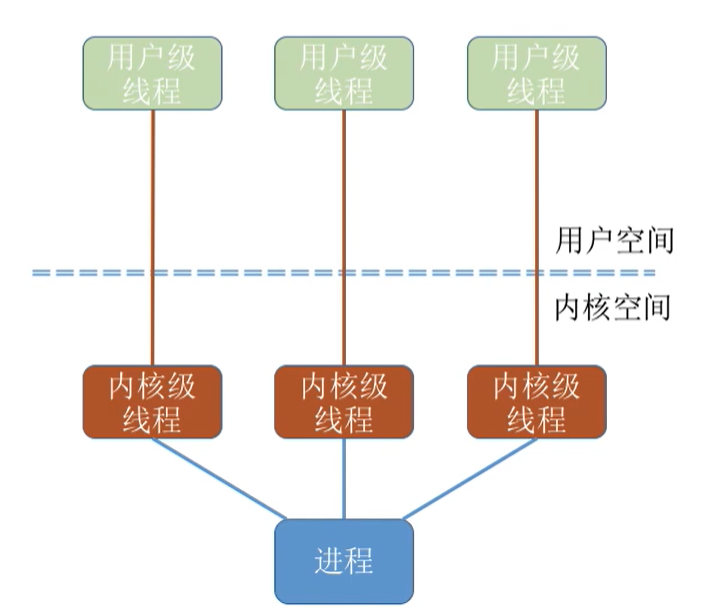 用户级 用户级 用户级
线程 线程 线程
用户空间
内核空间
内核级 内核级 内核级
线程 线程 线程
进程